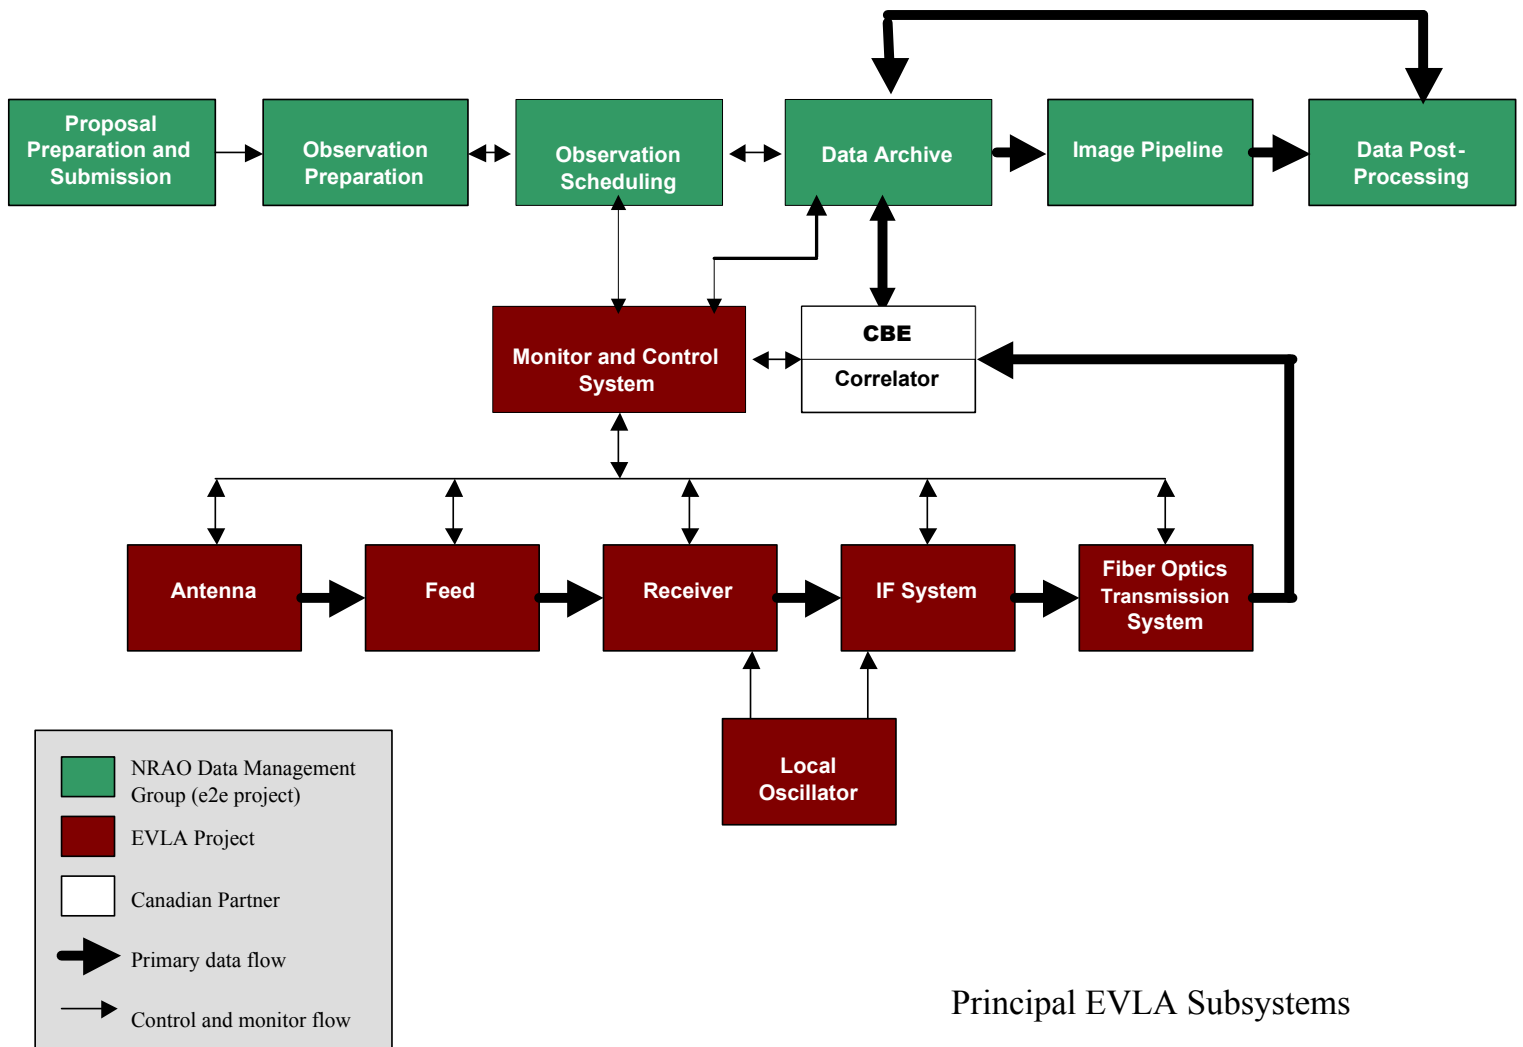 Proposal
Preparation and
Submission
Observation
Preparation
Observation
Scheduling
Data Archive
Image Pipeline
Data Post-
Processing
Monitor and Control
System
CBE
Correlator
Antenna
Feed
Receiver
IF System
Fiber Optics
Transmission
System
Local
Oscillator
NRAO Data Management
Group (e2e project)
EVLA Project
Canadian Partner
Primary data flow
Control and monitor flow
Principal EVLA Subsystems